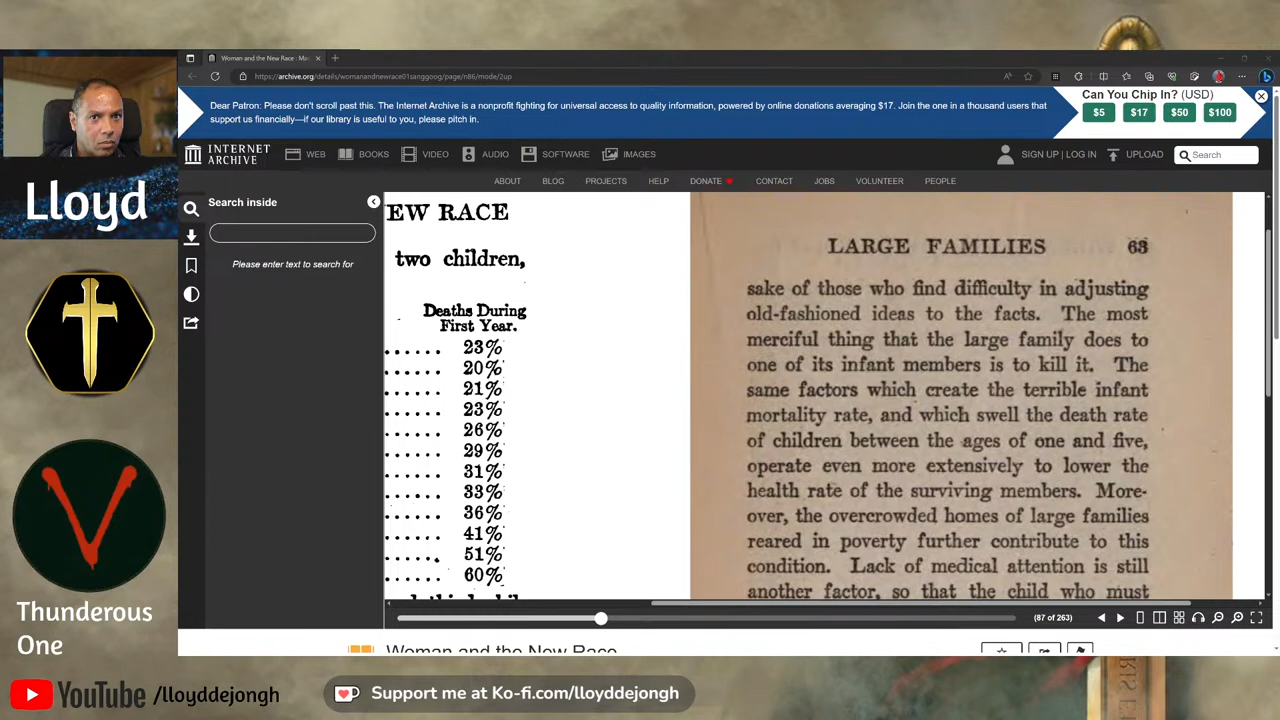 Woman and the New Race : Ma
https://archive.org/details/womanandnewrace01sanggoog/page/n86/mode/2up
Dear Patron: Please don't scroll past this. The Internet Archive is a nonprofit fighting for universal access to quality information, powered by online donations averaging $17. Join the one in a thousand users that
support us financially—if our library is useful to you, please pitch in.
Can You Chip In? (USD)
$5 $17 $50 $100
INTERNET
ARCHIVE
WEB BOOKS VIDEO AUDIO SOFTWARE IMAGES
SIGN UP | LOG IN UPLOAD Search
ABOUT BLOG PROJECTS HELP DONATE CONTACT JOBS VOLUNTEER PEOPLE
Search inside
Please enter text to search for
EW RACE
two children,
Deaths During
First Year.
...... 23%
...... 20%
...... 21%
...... 23%
...... 26%
...... 29%
...... 31%
...... 33%
...... 36%
...... 41%
...... 51%
...... 60%
LARGE FAMILIES 63
sake of those who find difficulty in adjusting
old-fashioned ideas to the facts. The most
merciful thing that the large family does to
one of its infant members is to kill it. The
same factors which create the terrible infant
mortality rate, and which swell the death rate
of children between the ages of one and five,
operate even more extensively to lower the
health rate of the surviving members. More-
over, the overcrowded homes of large families
reared in poverty further contribute to this
condition. Lack of medical attention is still
another factor, so that the child who must
(87 of 263)
Woman and the New Race
Lloyd
V
Thunderous
One
YouTube /lloyddejongh
Support me at Ko-fi.com/lloyddejongh